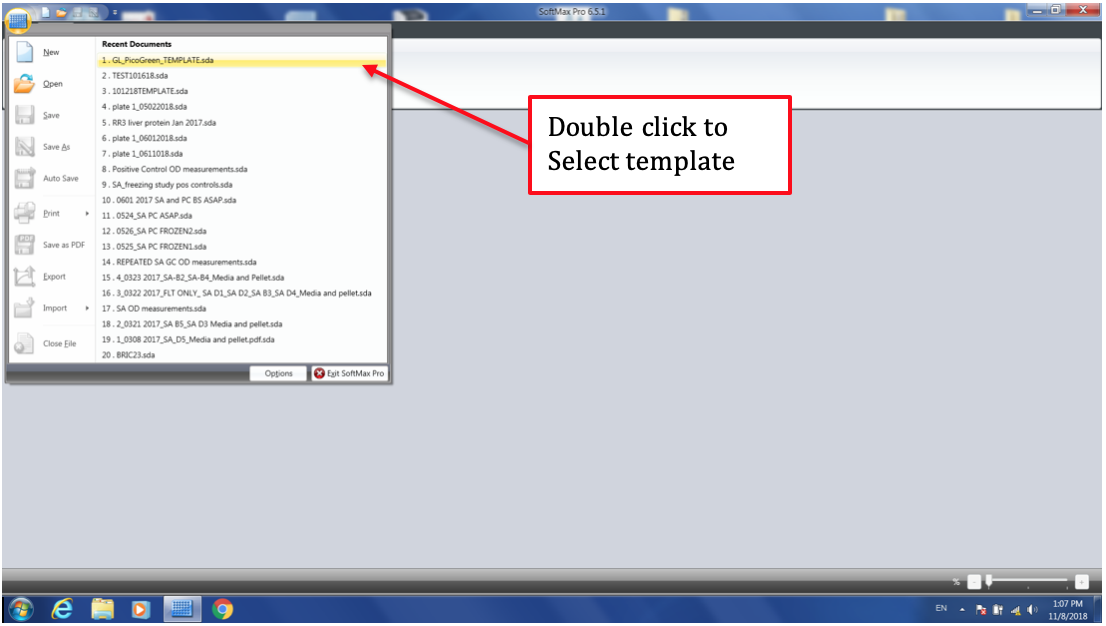 SoftMax Pro 6.5.1
New
Open
Save
Save As
Auto Save
Print
Save as PDF
Export
Import
Close File
Recent Documents
1 . GL_PicoGreen_TEMPLATE.sda
2 . TEST101618.sda
3 . 101218TEMPLATE.sda
4 . plate 1_05022018.sda
5 . RR3 liver protein Jan 2017.sda
6 . plate 1_06012018.sda
7 . plate 1_0611018.sda
8 . Positive Control OD measurements.sda
9 . SA_freezing study pos controls.sda
10 . 0601 2017 SA and PC BS ASAP.sda
11 . 0524_SA PC ASAP.sda
12 . 0526_SA PC FROZEN2.sda
13 . 0525_SA PC FROZEN1.sda
14 . REPEATED SA GC OD measurements.sda
15 . 4_0323 2017_SA-B2_SA-B4_Media and Pellet.sda
16 . 3_0322 2017_FLT ONLY_ SA D1_SA D2_SA B3_SA D4_Media and pellet.sda
17 . SA OD measurements.sda
18 . 2_0321 2017_SA B5_SA D3 Media and pellet.sda
19 . 1_0308 2017_SA_D5_Media and pellet.pdf.sda
20 . BRIC23.sda
Options
Exit SoftMax Pro
Double click to
Select template
%
EN
1:07 PM
11/8/2018